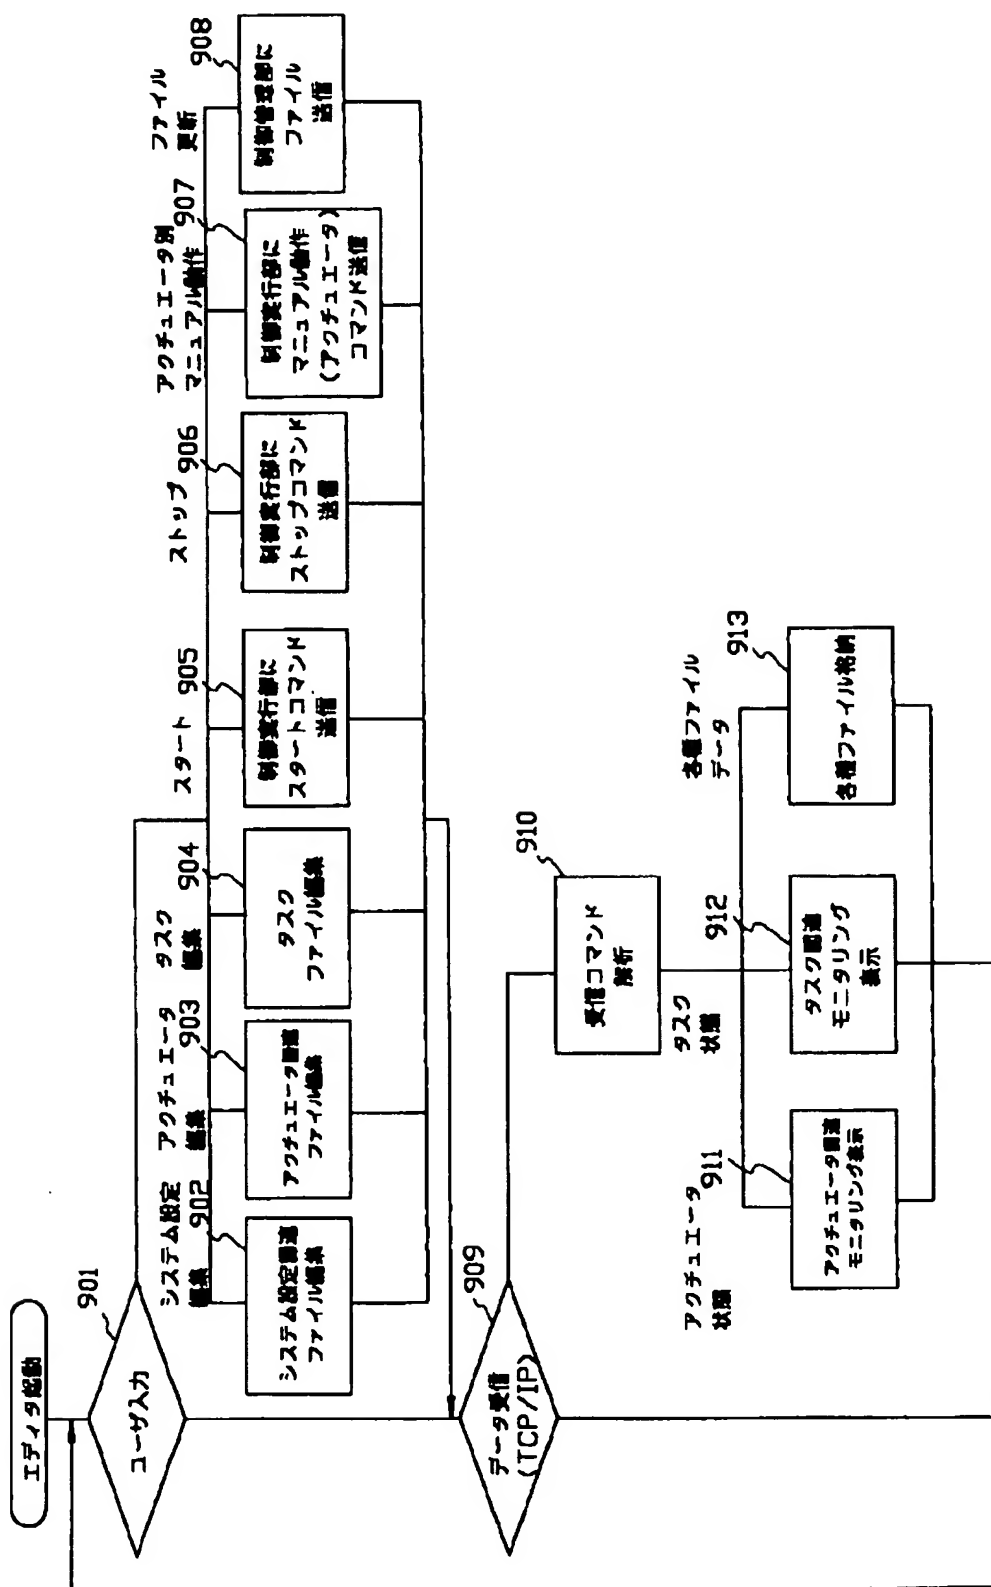 エディタ起動
901
ユーザ入力
システム設定
編集
902
システム設定関連
ファイル編集
アクチュエータ
編集
903
アクチュエータ関連
ファイル編集
タスク
編集
904
タスク
ファイル編集
スタート
905
制御実行部に
スタートコマンド
送信
ストップ
906
制御実行部に
ストップコマンド
送信
アクチュエータ別
マニュアル動作
907
制御実行部に
マニュアル動作
(アクチュエータ)
コマンド送信
ファイル
更新
908
制御管理部に
ファイル
送信
909
データ受信
(TCP/IP)
910
受信コマンド
解析
アクチュエータ
状態
911
アクチュエータ関連
モニタリング表示
タスク
状態
912
タスク関連
モニタリング
表示
各種ファイル
データ
913
各種ファイル格納